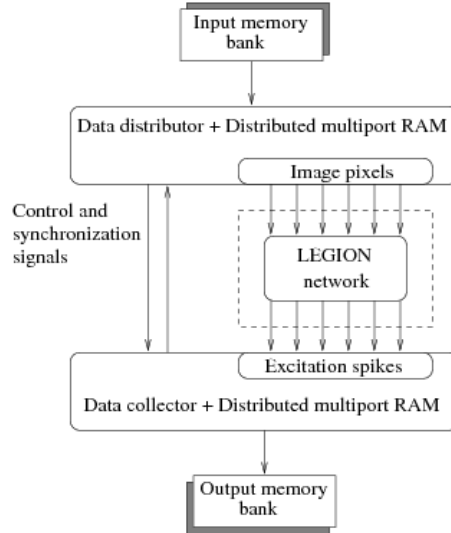 Input memory
bank
Data distributor + Distributed multiport RAM
Image pixels
Control and
synchronization
signals
LEGION
network
Excitation spikes
Data collector + Distributed multiport RAM
Output memory
bank